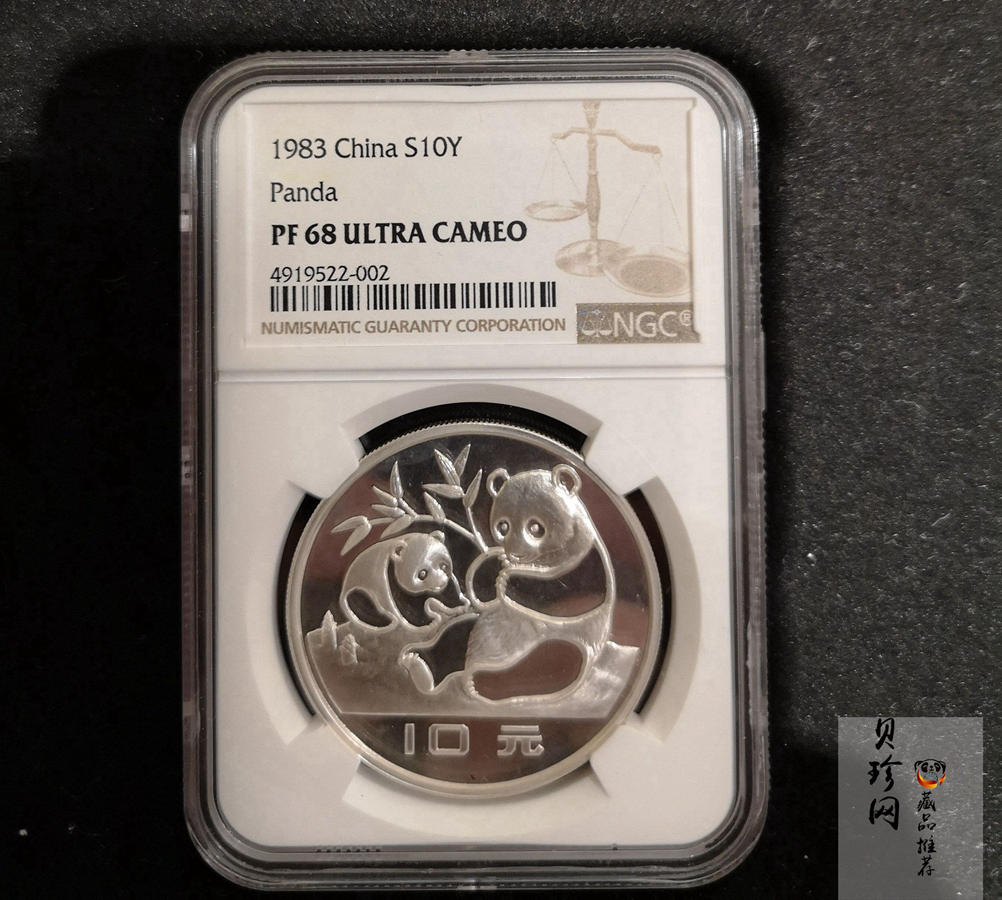 1983 China S10Y
Panda
PF 68 ULTRA CAMEO
4919522-002
NUMISMATIC GUARANTY CORPORATION
NGC®
10 元
贝珍网
藏品推荐